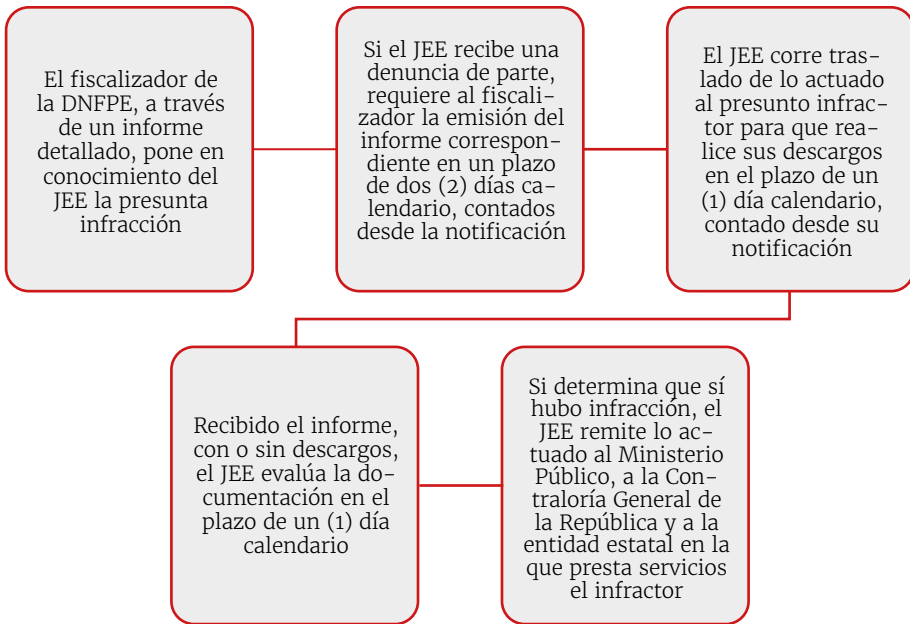 El fiscalizador de
la DNFPE, a través
de un informe
detallado, pone en
conocimiento del
JEE la presunta
infracción
Si el JEE recibe una
denuncia de parte,
requiere al fiscali-
zador la emisión del
informe correspon-
diente en un plazo
de dos (2) días ca-
lendario, contados
desde la notificación
El JEE corre tras-
lado de lo actuado
al presunto infrac-
tor para que rea-
lice sus descargos
en el plazo de un
(1) día calendario,
contado desde su
notificación
Recibido el informe,
con o sin descargos,
el JEE evalúa la do-
cumentación en el
plazo de un (1) día
calendario
Si determina que sí
hubo infracción, el
JEE remite lo ac-
tuado al Ministerio
Público, a la Con-
traloría General de
la República y a la
entidad estatal en la
que presta servicios
el infractor